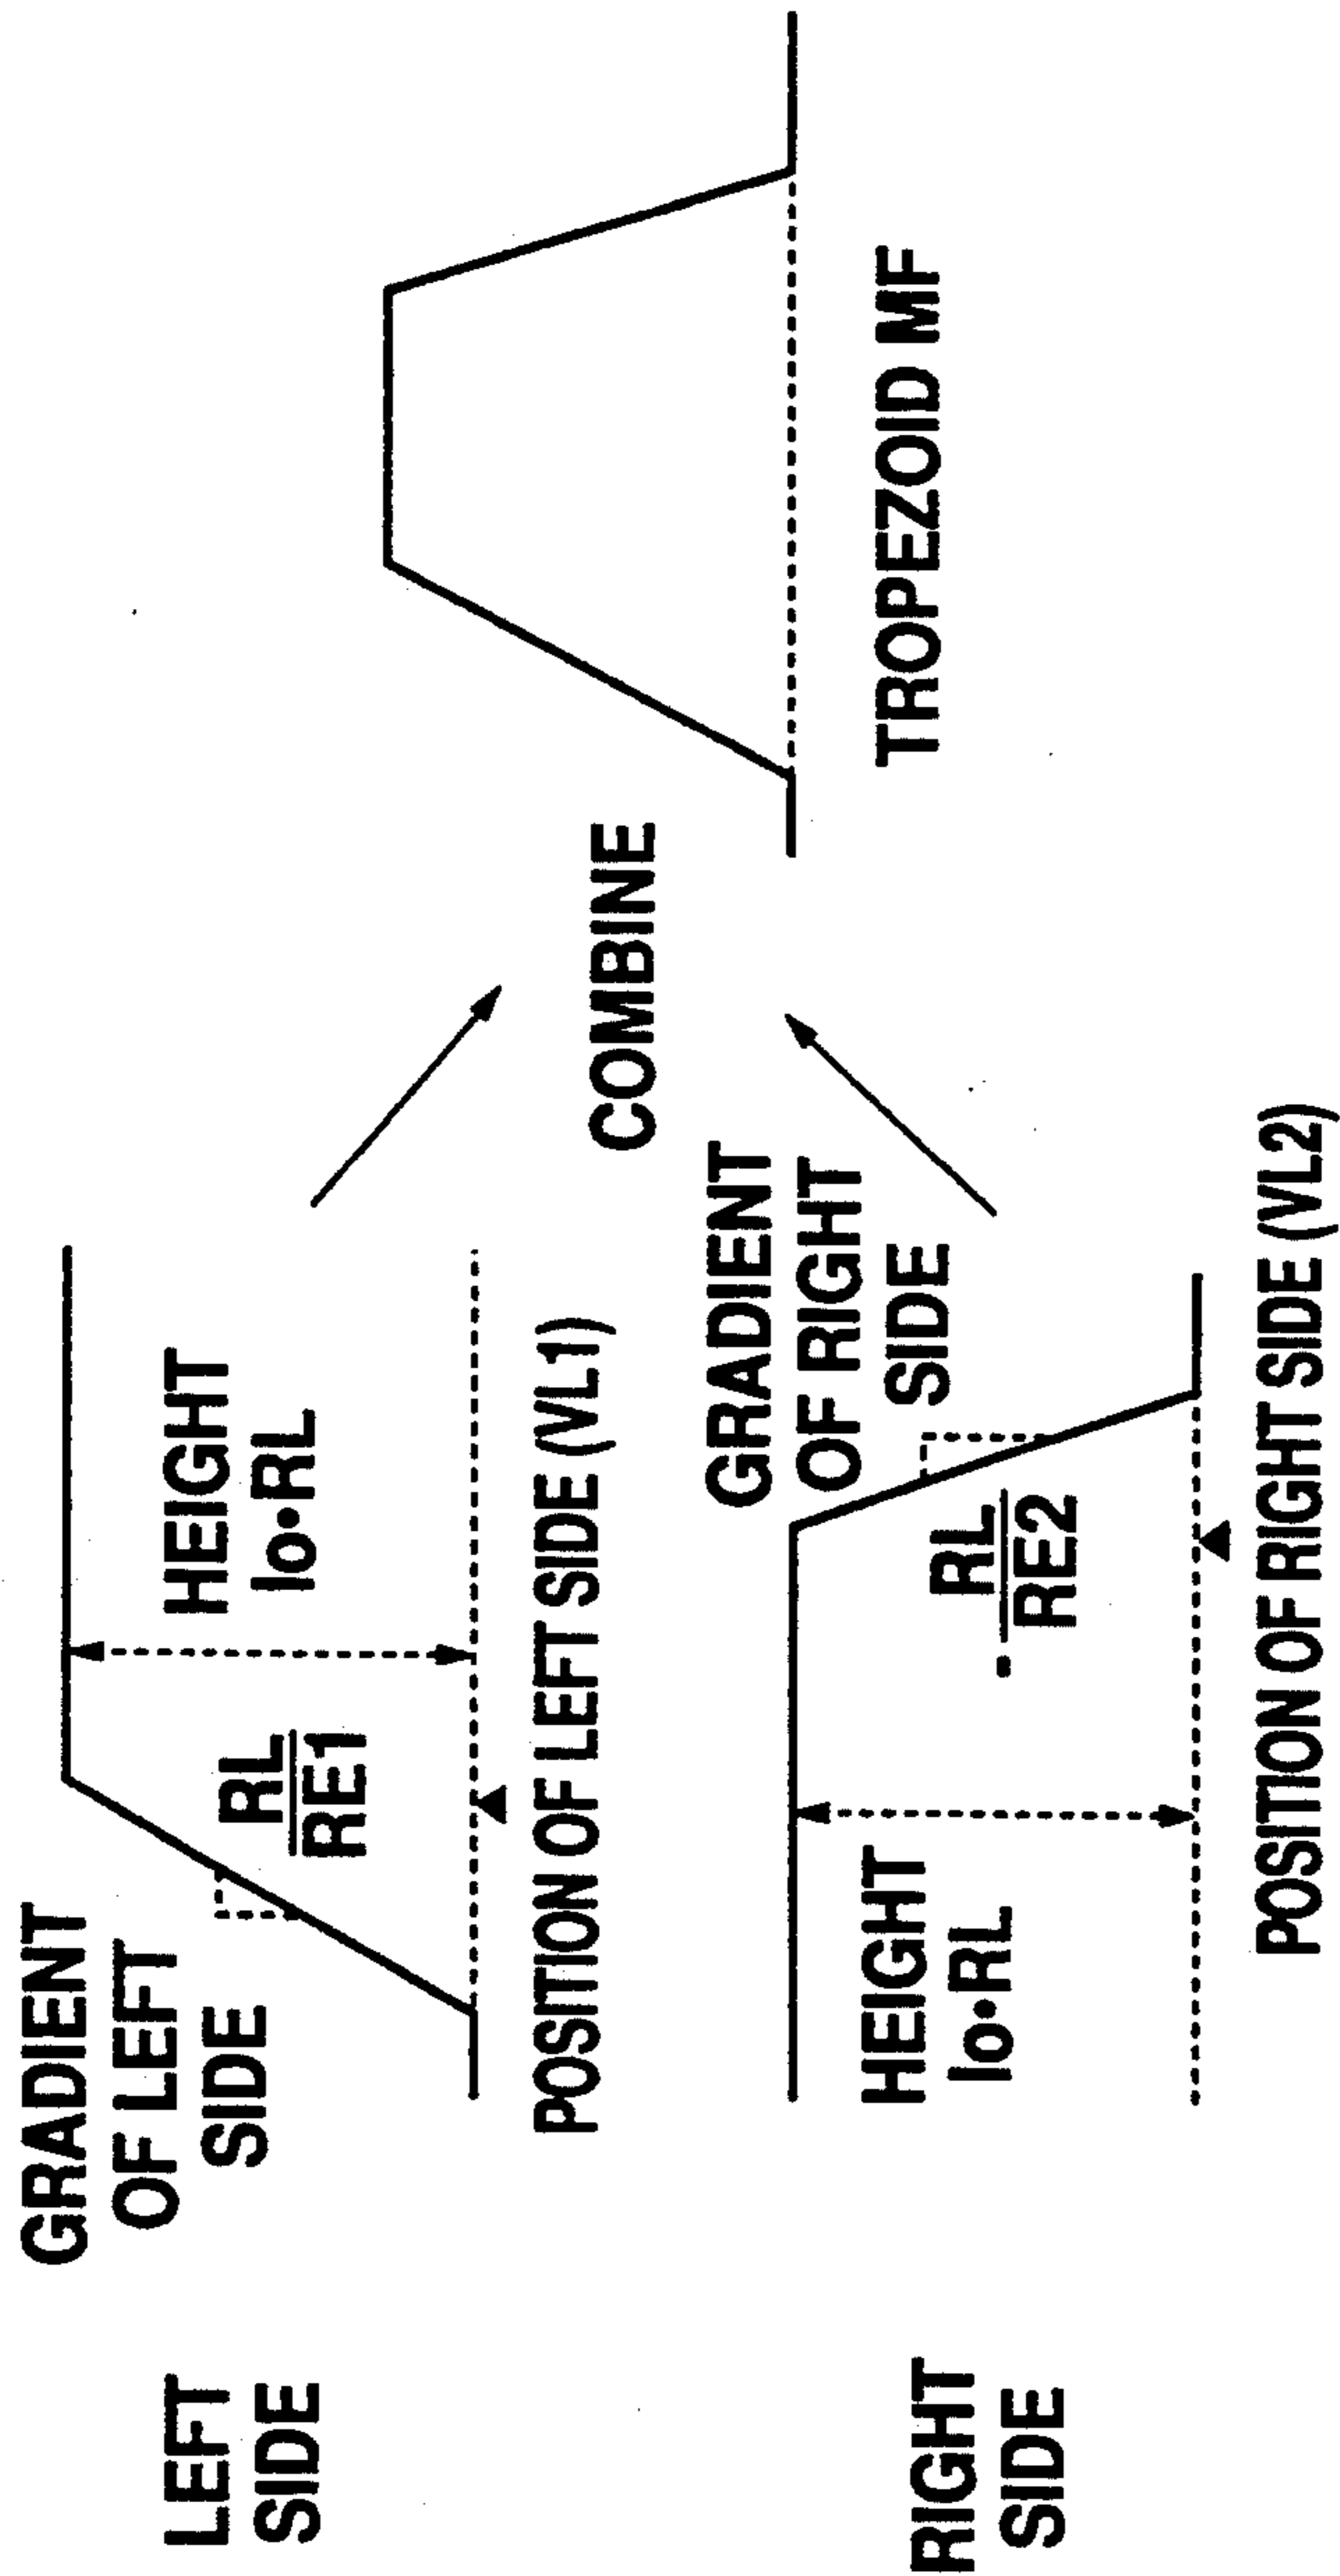 LEFT
SIDE
GRADIENT
OF LEFT
SIDE
RL
RE1
HEIGHT
Io•RL
POSITION OF LEFT SIDE (VL1)
COMBINE
TROPEZOID MF
RIGHT
SIDE
HEIGHT
Io•RL
GRADIENT
OF RIGHT
SIDE
- RL
RE2
POSITION OF RIGHT SIDE (VL2)